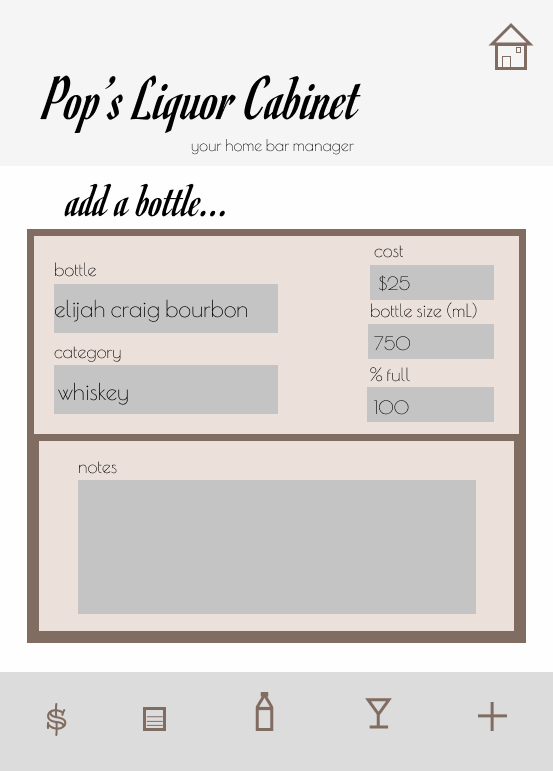 Pop's Liquor Cabinet
your home bar manager
add a bottle...
bottle
elijah craig bourbon
category
whiskey
cost
$25
bottle size (mL)
750
% full
100
notes
$